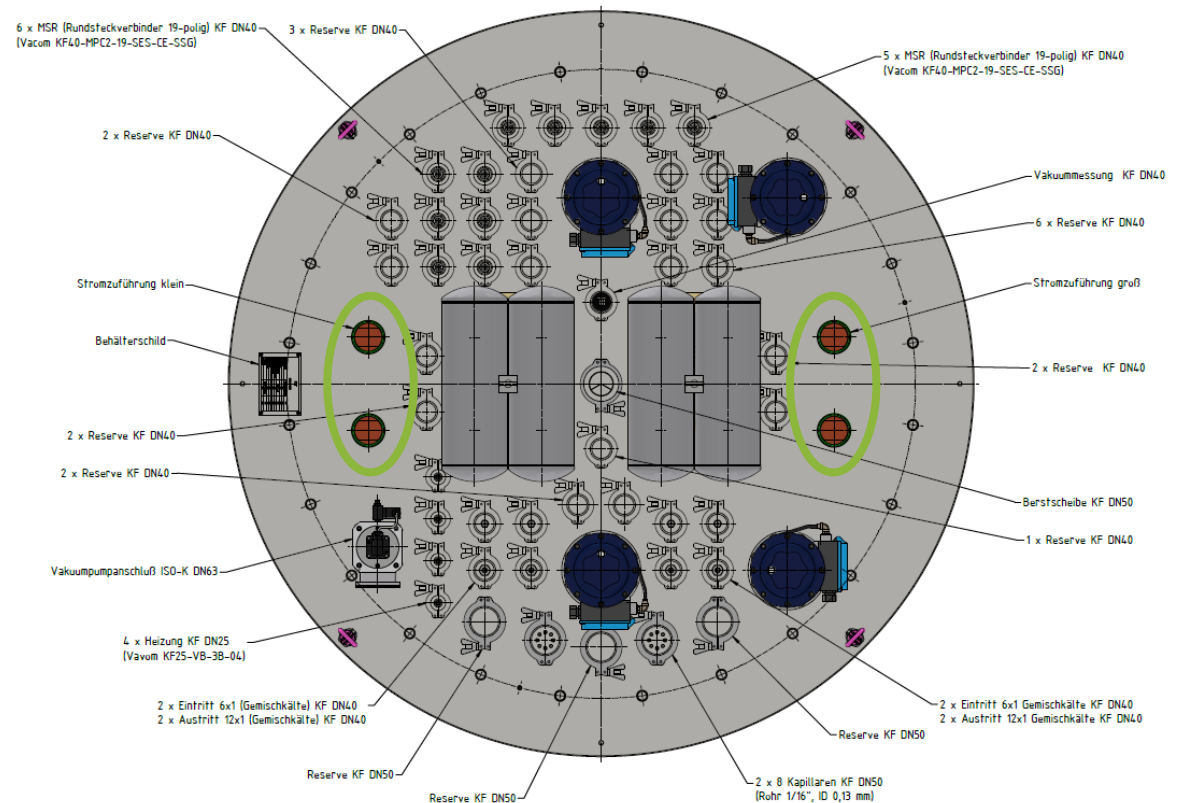 6 x MSR (Rundsteckverbinder 19-polig) KF DN40
(Vacom KF40-MPC2-19-SES-CE-SSG)
3 x Reserve KF DN40
5 x MSR (Rundsteckverbinder 19-polig) KF DN40
(Vacom KF40-MPC2-19-SES-CE-SSG)
2 x Reserve KF DN40
Vakuummessung KF DN40
6 x Reserve KF DN40
Stromzuführung klein
Stromzuführung groß
Behälterschild
2 x Reserve KF DN40
2 x Reserve KF DN40
2 x Reserve KF DN40
Berstscheibe KF DN50
1 x Reserve KF DN40
Vakuumpumpanschluß ISO-K DN63
4 x Heizung KF DN25
(Vavom KF25-VB-3B-04)
2 x Eintritt 6x1 (Gemischkälte) KF DN40
2 x Austritt 12x1 (Gemischkälte) KF DN40
2 x Eintritt 6x1 Gemischkälte KF DN40
2 x Austritt 12x1 Gemischkälte KF DN40
Reserve KF DN50
Reserve KF DN50
Reserve KF DN50
2 x 8 Kapillaren KF DN50
(Rohr 1/16", ID 0,13 mm)